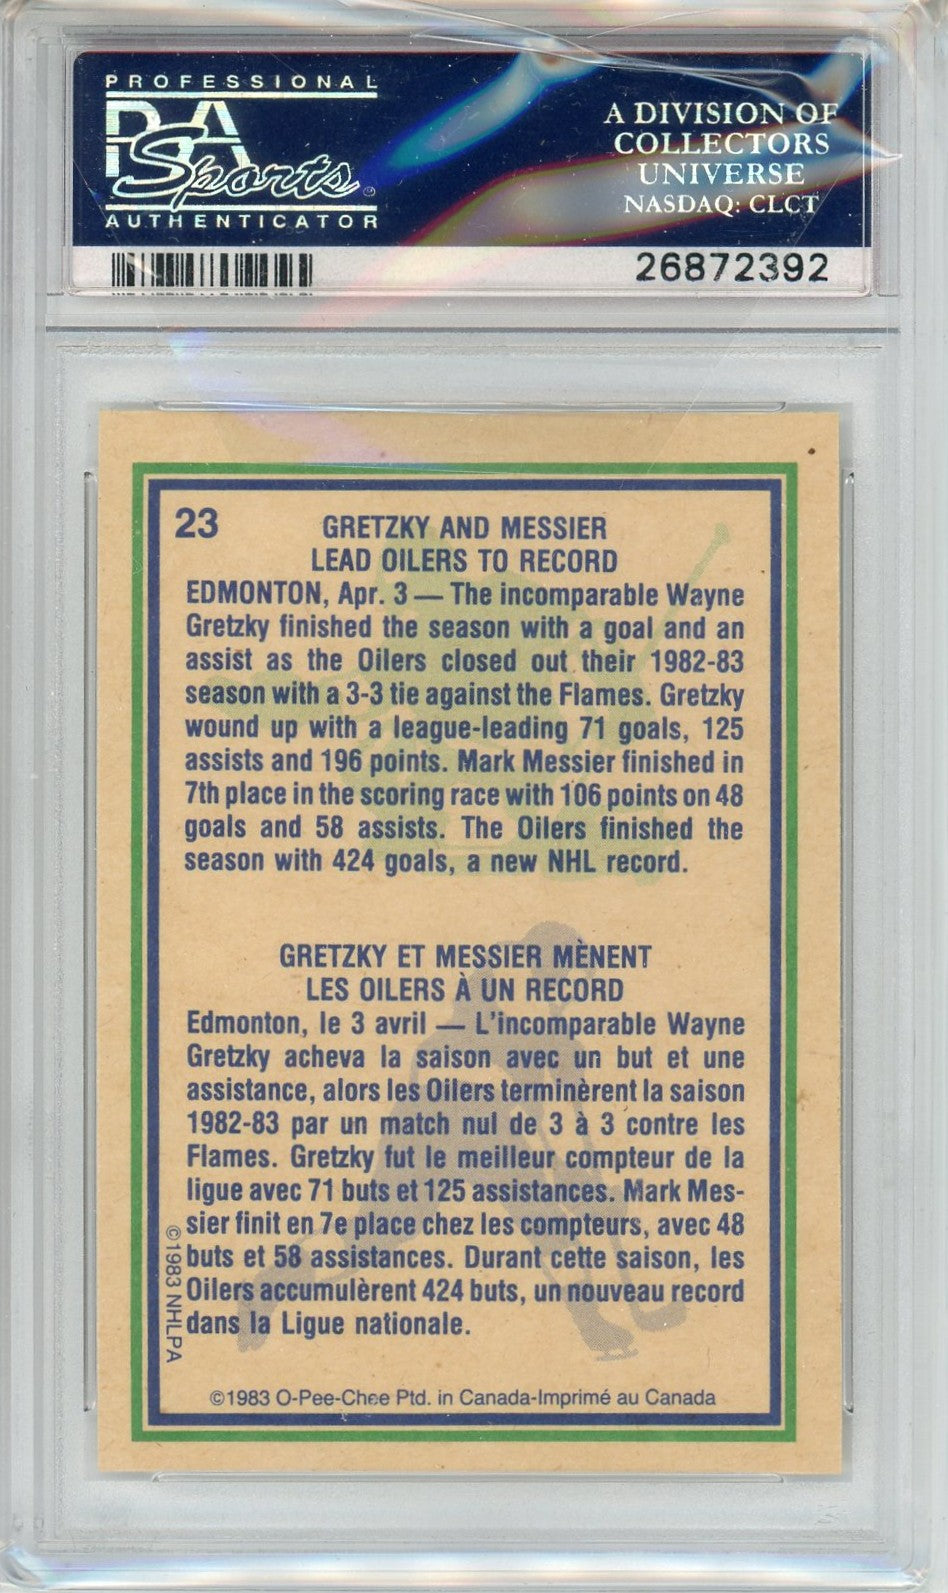 PROFESSIONAL
PSA
Sports
AUTHENTICATOR
A DIVISION OF
COLLECTORS
UNIVERSE
NASDAQ: CLCT
26872392
23
GRETZKY AND MESSIER
LEAD OILERS TO RECORD
EDMONTON, Apr. 3 — The incomparable Wayne
Gretzky finished the season with a goal and an
assist as the Oilers closed out their 1982-83
season with a 3-3 tie against the Flames. Gretzky
wound up with a league-leading 71 goals, 125
assists and 196 points. Mark Messier finished in
7th place in the scoring race with 106 points on 48
goals and 58 assists. The Oilers finished the
season with 424 goals, a new NHL record.
GRETZKY ET MESSIER MÈNENT
LES OILERS À UN RECORD
Edmonton, le 3 avril — L'incomparable Wayne
Gretzky acheva la saison avec un but et une
assistance, alors les Oilers terminèrent la saison
1982-83 par un match nul de 3 à 3 contre les
Flames. Gretzky fut le meilleur compteur de la
ligue avec 71 buts et 125 assistances. Mark Mes-
sier finit en 7e place chez les compteurs, avec 48
buts et 58 assistances. Durant cette saison, les
Oilers accumulèrent 424 buts, un nouveau record
dans la Ligue nationale.
©1983 NHLPA
©1983 O-Pee-Chee Ptd. in Canada-Imprimé au Canada